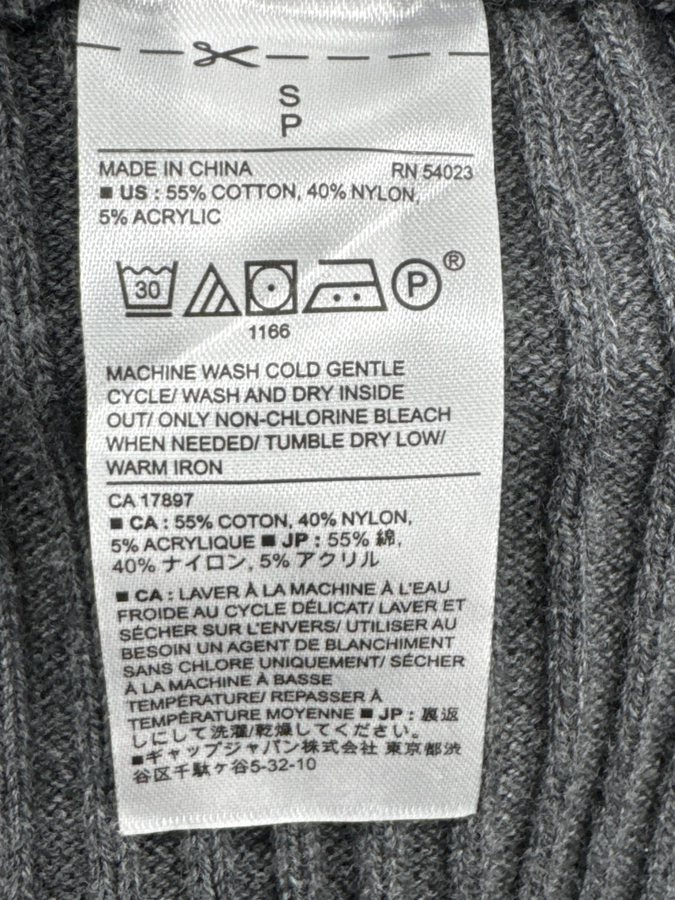 S
P
MADE IN CHINA RN 54023
■ US : 55% COTTON, 40% NYLON,
5% ACRYLIC
30 P ®
1166
MACHINE WASH COLD GENTLE
CYCLE/ WASH AND DRY INSIDE
OUT/ ONLY NON-CHLORINE BLEACH
WHEN NEEDED/ TUMBLE DRY LOW/
WARM IRON
CA 17897
■ CA : 55% COTON, 40% NYLON,
5% ACRYLIQUE ■ JP : 55% 綿,
40% ナイロン, 5% アクリル
■ CA : LAVER À LA MACHINE À L'EAU
FROIDE AU CYCLE DÉLICAT/ LAVER ET
SÉCHER SUR L'ENVERS/ UTILISER AU
BESOIN UN AGENT DE BLANCHIMENT
SANS CHLORE UNIQUEMENT/ SÉCHER
À LA MACHINE À BASSE
TEMPÉRATURE/ REPASSER À
TEMPÉRATURE MOYENNE ■ JP : 裏返
しにして洗濯/乾燥してください。
■ギャップジャパン株式会社 東京都渋
谷区千駄ヶ谷5-32-10